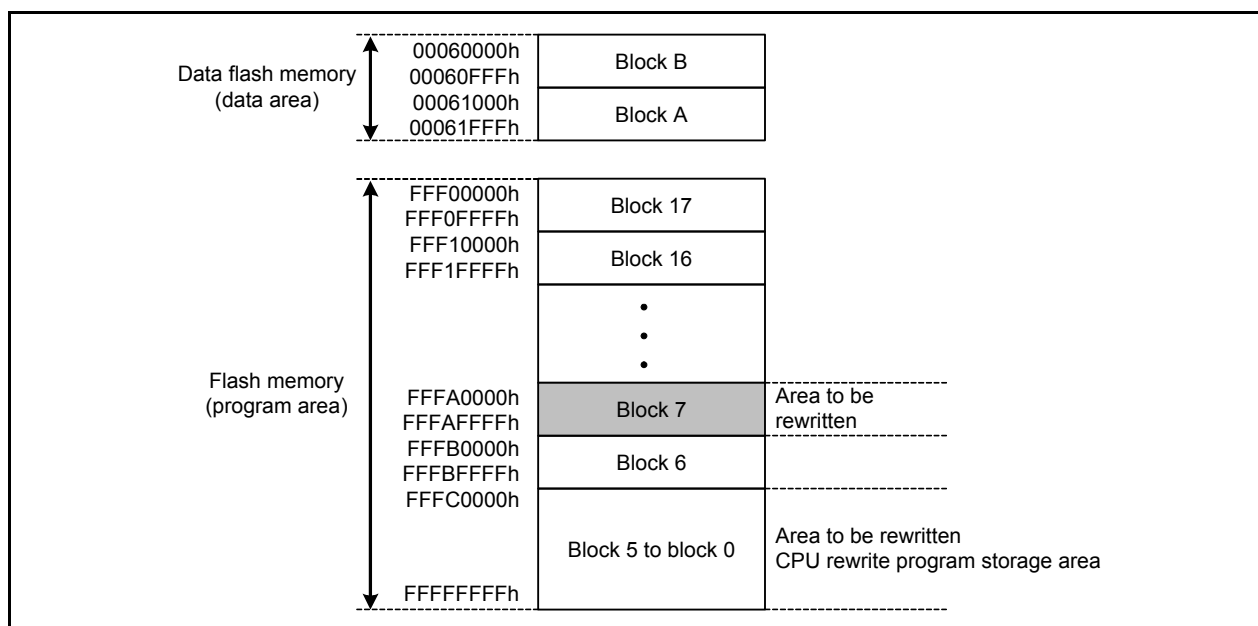 Data flash memory
(data area)
00060000h
00060FFFh
00061000h
00061FFFh
Block B
Block A
Flash memory
(program area)
FFF00000h
FFF0FFFFh
FFF10000h
FFF1FFFFh
FFFA0000h
FFFAFFFFh
FFFB0000h
FFFBFFFFh
FFFC0000h
FFFFFFFFh
Block 17
Block 16
Block 7
Block 6
Block 5 to block 0
Area to be
rewritten
Area to be rewritten
CPU rewrite program storage area